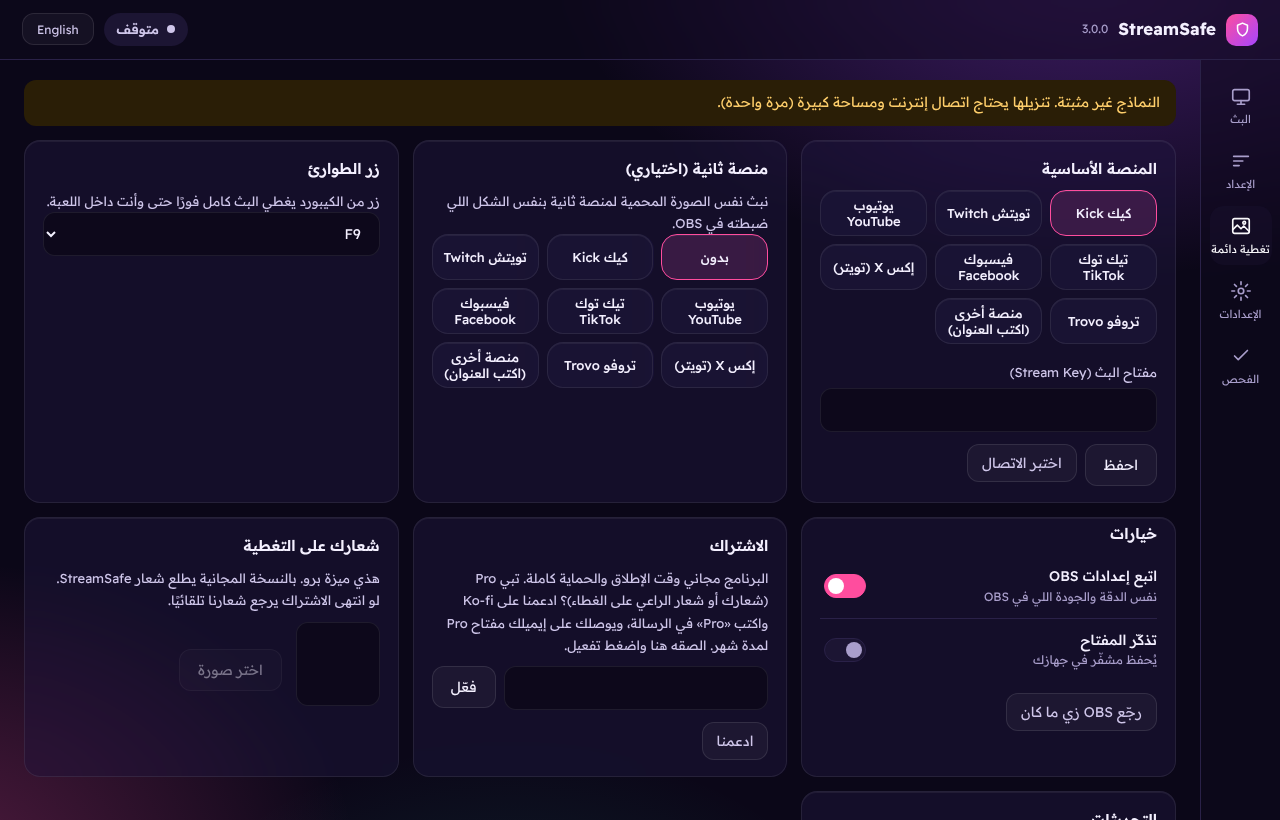 StreamSafe 3.0.0
متوقف
English
البث
الإعداد
تغطية دائمة
الإعدادات
الفحص
النماذج غير مثبتة. تنزيلها يحتاج اتصال إنترنت ومساحة كبيرة (مرة واحدة).
المنصة الأساسية
كيك Kick
تويتش Twitch
يوتيوب
YouTube
تيك توك
TikTok
فيسبوك
Facebook
إكس X (تويتر)
تروفو Trovo
منصة أخرى
(اكتب العنوان)
مفتاح البث (Stream Key)
احفظ
اختبر الاتصال
منصة ثانية (اختياري)
نبث نفس الصورة المحمية لمنصة ثانية بنفس الشكل اللي
ضبطته في OBS.
بدون
كيك Kick
تويتش Twitch
يوتيوب
YouTube
تيك توك
TikTok
فيسبوك
Facebook
إكس X (تويتر)
تروفو Trovo
منصة أخرى
(اكتب العنوان)
زر الطوارئ
زر من الكيبورد يغطي البث كامل فورًا حتى وأنت داخل اللعبة.
F9
خيارات
اتبع إعدادات OBS
نفس الدقة والجودة اللي في OBS
تذكّر المفتاح
يُحفظ مشفّر في جهازك
رجّع OBS زي ما كان
الاشتراك
البرنامج مجاني وقت الإطلاق والحماية كاملة. تبي Pro
(شعارك أو شعار الراعي على الغطاء)؟ ادعمنا على Ko-fi
واكتب «Pro» في الرسالة، ويوصلك على إيميلك مفتاح Pro
لمدة شهر. الصقه هنا واضغط تفعيل.
فعّل
ادعمنا
شعارك على التغطية
هذي ميزة برو. بالنسخة المجانية يطلع شعار StreamSafe.
لو انتهى الاشتراك يرجع شعارنا تلقائيًا.
اختر صورة
التحديثات